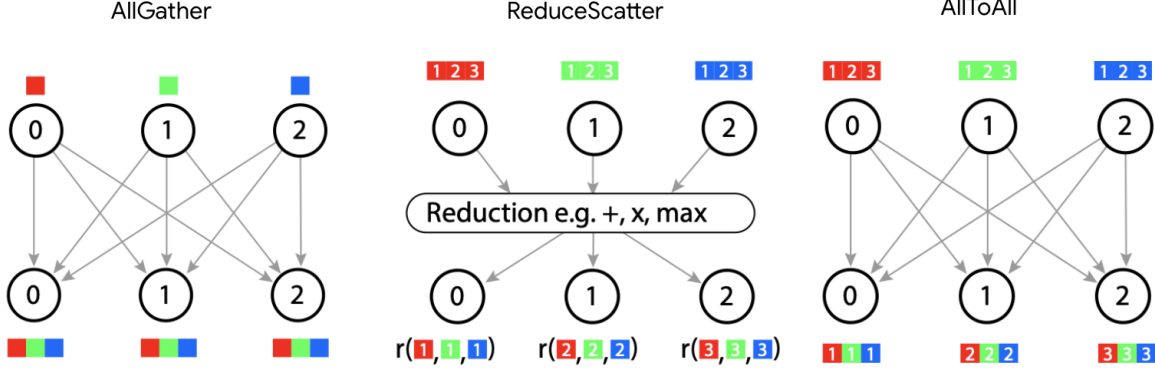 AllGather
0 1 2
0 1 2
ReduceScatter
1 2 3 1 2 3 1 2 3
0 1 2
Reduction e.g. +, x, max
0 1 2
r(1,1,1) r(2,2,2) r(3,3,3)
AllToAll
1 2 3 1 2 3 1 2 3
0 1 2
0 1 2
1 1 1 2 2 2 3 3 3